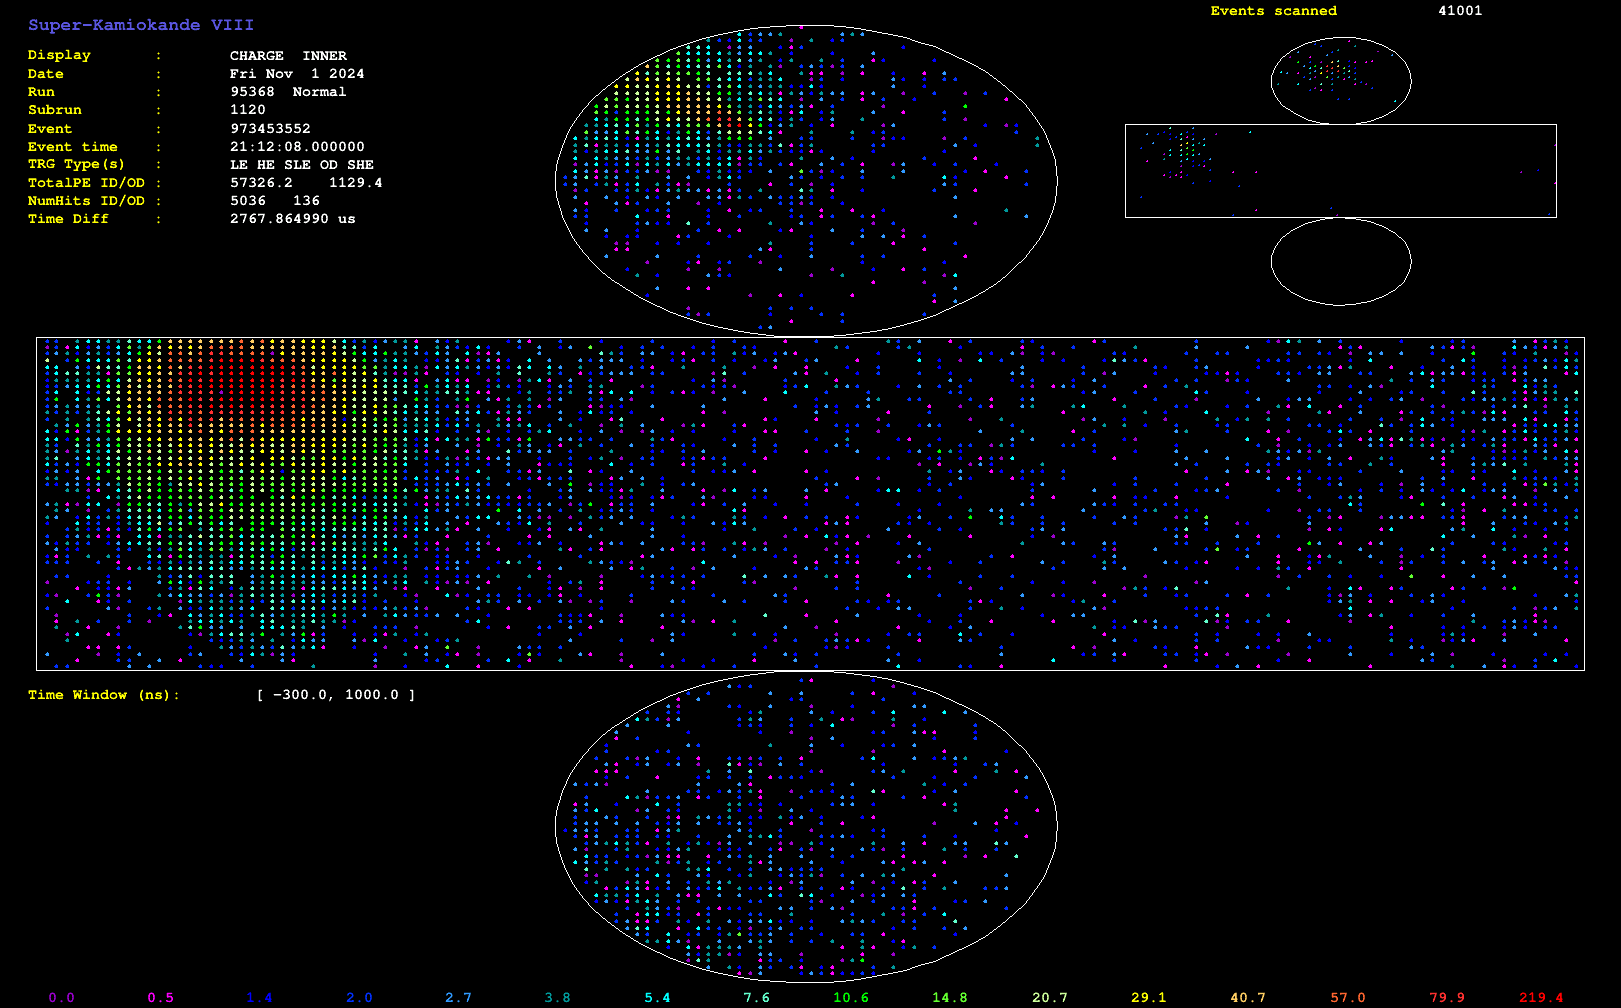 Super-Kamiokande VIII
Events scanned 41001
Display : CHARGE INNER
Date : Fri Nov 1 2024
Run : 95368 Normal
Subrun : 1120
Event : 973453552
Event time : 21:12:08.000000
TRG Type(s) : LE HE SLE OD SHE
TotalPE ID/OD : 57326.2 1129.4
NumHits ID/OD : 5036 136
Time Diff : 2767.864990 us
Time Window (ns): [ -300.0, 1000.0 ]
0.0 0.5 1.4 2.0 2.7 3.8 5.4 7.6 10.6 14.8 20.7 29.1 40.7 57.0 79.9 219.4